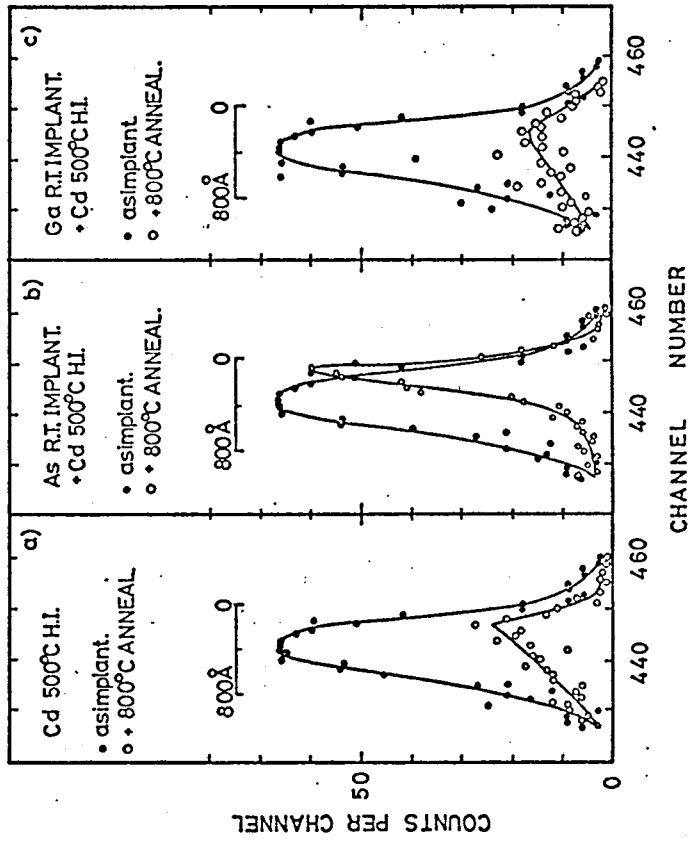 COUNTS PER CHANNEL
50
0
a)
Cd 500°C H.I.
• asimplant.
○ + 800°C ANNEAL.
800Å 0
440 460
b)
As R.T. IMPLANT.
+ Cd 500°C H.I.
• asimplant.
○ + 800°C ANNEAL.
800Å 0
440 460
c)
Ga R.T. IMPLANT.
+ Cd 500°C H.I.
• asimplant.
○ + 800°C ANNEAL.
800Å 0
440 460
CHANNEL NUMBER